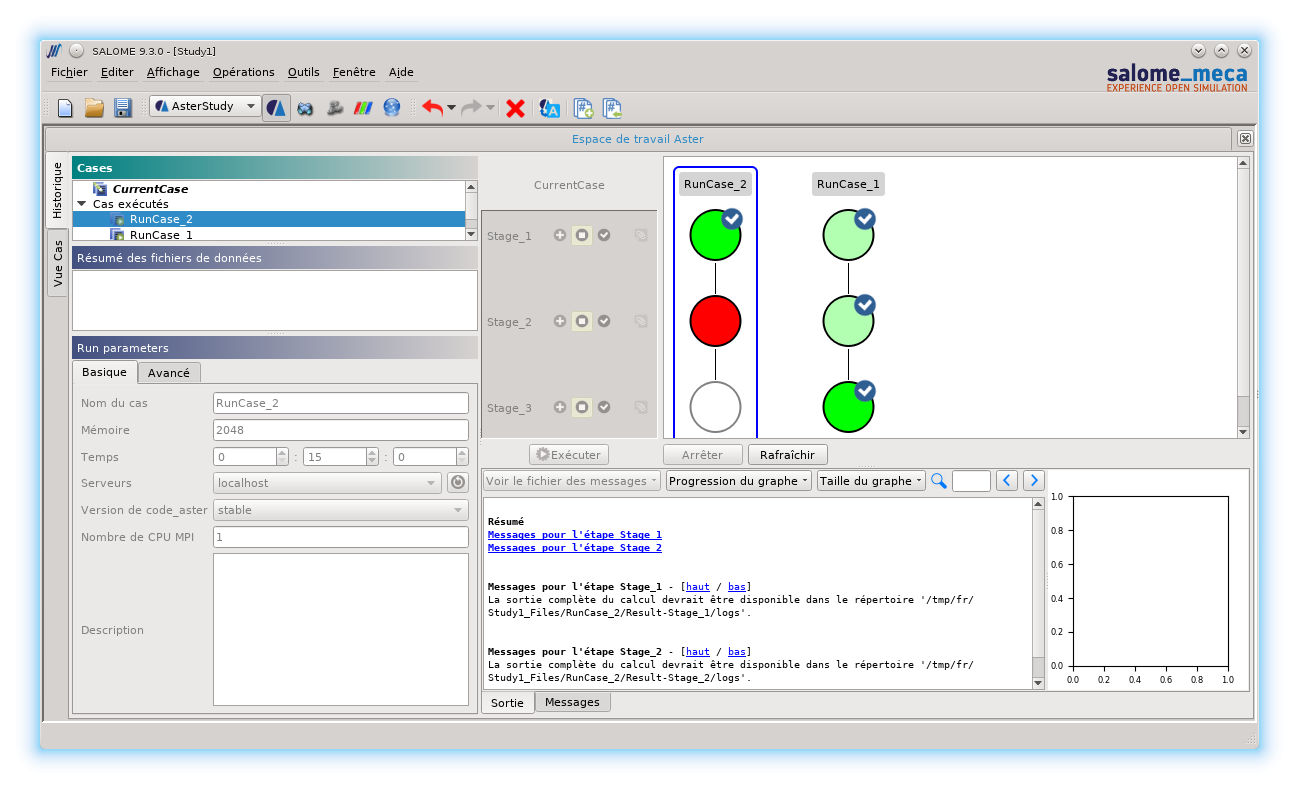 SALOME 9.3.0 - [Study1]
Fichier Editer Affichage Opérations Outils Fenêtre Aide
salome_meca
EXPERIENCE OPEN SIMULATION
AsterStudy
Espace de travail Aster
Historique
Vue Cas
Cases
CurrentCase
Cas exécutés
RunCase_2
RunCase_1
Résumé des fichiers de données
Run parameters
Basique Avancé
Nom du cas RunCase_2
Mémoire 2048
Temps 0 : 15 : 0
Serveurs localhost
Version de code_aster stable
Nombre de CPU MPI 1
Description
CurrentCase RunCase_2 RunCase_1
Stage_1
Stage_2
Stage_3
Exécuter Arrêter Rafraîchir
Voir le fichier des messages Progression du graphe Taille du graphe
Résumé
Messages pour l'étape Stage_1
Messages pour l'étape Stage_2
Messages pour l'étape Stage_1 - [haut / bas]
La sortie complète du calcul devrait être disponible dans le répertoire '/tmp/fr/
Study1_Files/RunCase_2/Result-Stage_1/logs'.
Messages pour l'étape Stage_2 - [haut / bas]
La sortie complète du calcul devrait être disponible dans le répertoire '/tmp/fr/
Study1_Files/RunCase_2/Result-Stage_2/logs'.
Sortie Messages
1.0
0.8
0.6
0.4
0.2
0.0
0.0 0.2 0.4 0.6 0.8 1.0